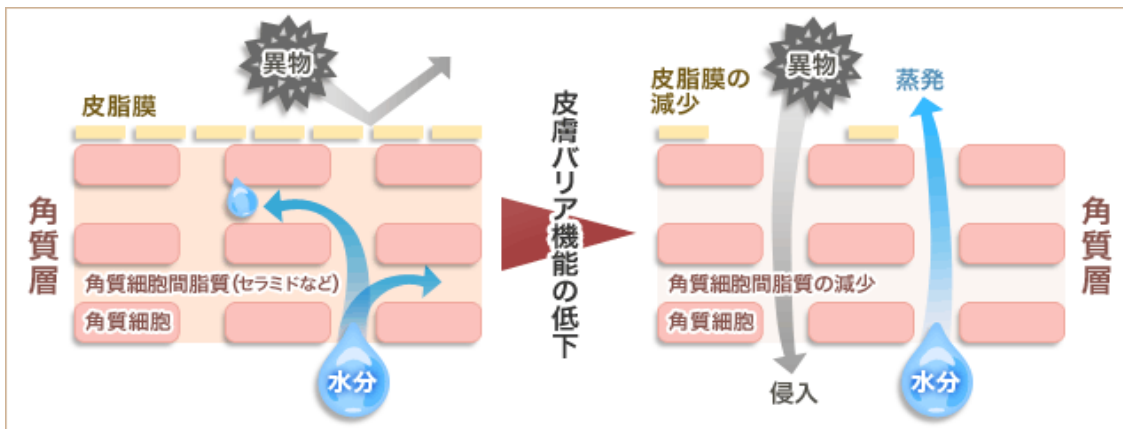 異物
皮脂膜
角質層
角質細胞間脂質(セラミドなど)
角質細胞
水分
皮膚バリア機能の低下
皮脂膜の
減少
異物
蒸発
角質層
角質細胞間脂質の減少
角質細胞
侵入
水分